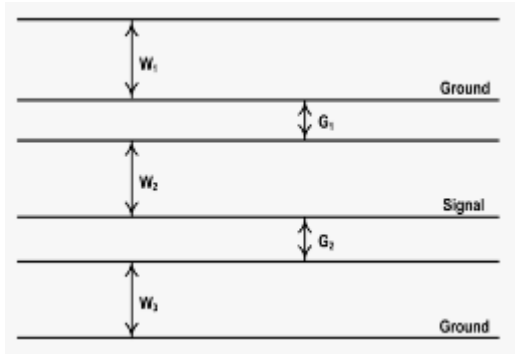 W₁
Ground
G₁
W₂
Signal
G₂
W₃
Ground